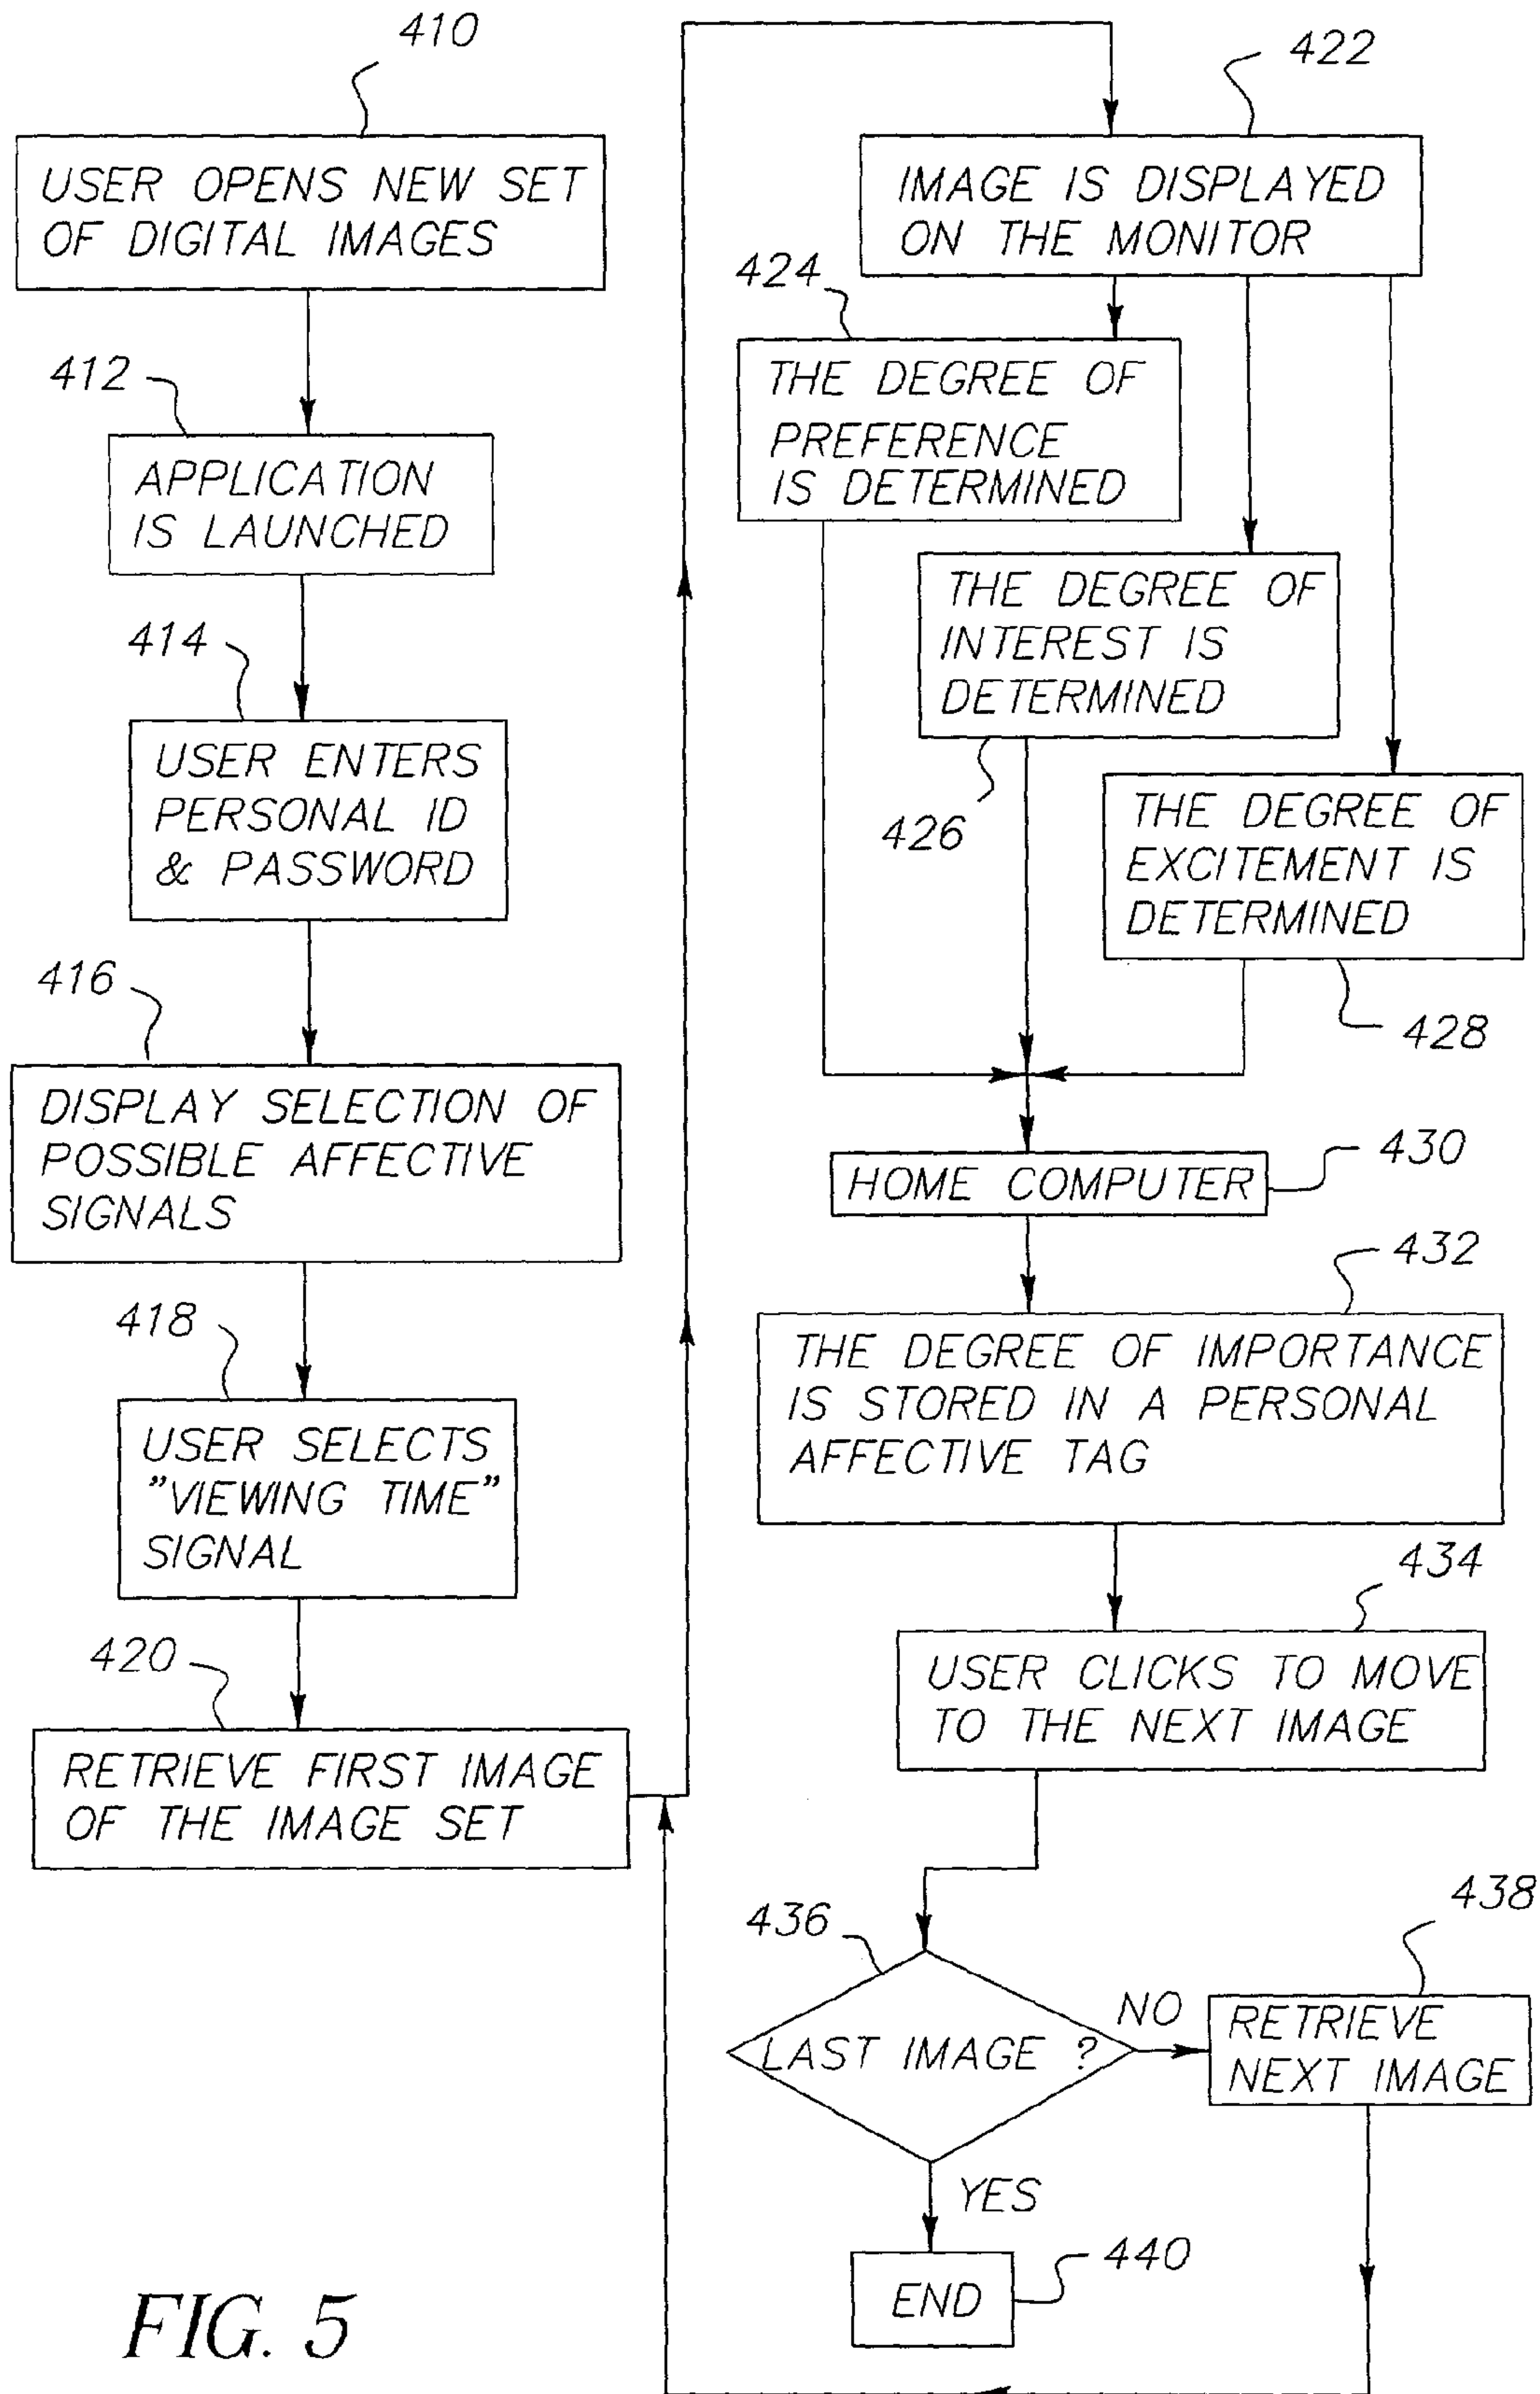 410
USER OPENS NEW SET
OF DIGITAL IMAGES
412
APPLICATION
IS LAUNCHED
414
USER ENTERS
PERSONAL ID
& PASSWORD
416
DISPLAY SELECTION OF
POSSIBLE AFFECTIVE
SIGNALS
418
USER SELECTS
"VIEWING TIME"
SIGNAL
420
RETRIEVE FIRST IMAGE
OF THE IMAGE SET
422
IMAGE IS DISPLAYED
ON THE MONITOR
424
THE DEGREE OF
PREFERENCE
IS DETERMINED
THE DEGREE OF
INTEREST IS
DETERMINED
426
THE DEGREE OF
EXCITEMENT IS
DETERMINED
428
HOME COMPUTER
430
432
THE DEGREE OF IMPORTANCE
IS STORED IN A PERSONAL
AFFECTIVE TAG
434
USER CLICKS TO MOVE
TO THE NEXT IMAGE
436
LAST IMAGE ?
NO
438
RETRIEVE
NEXT IMAGE
YES
END
440
FIG. 5